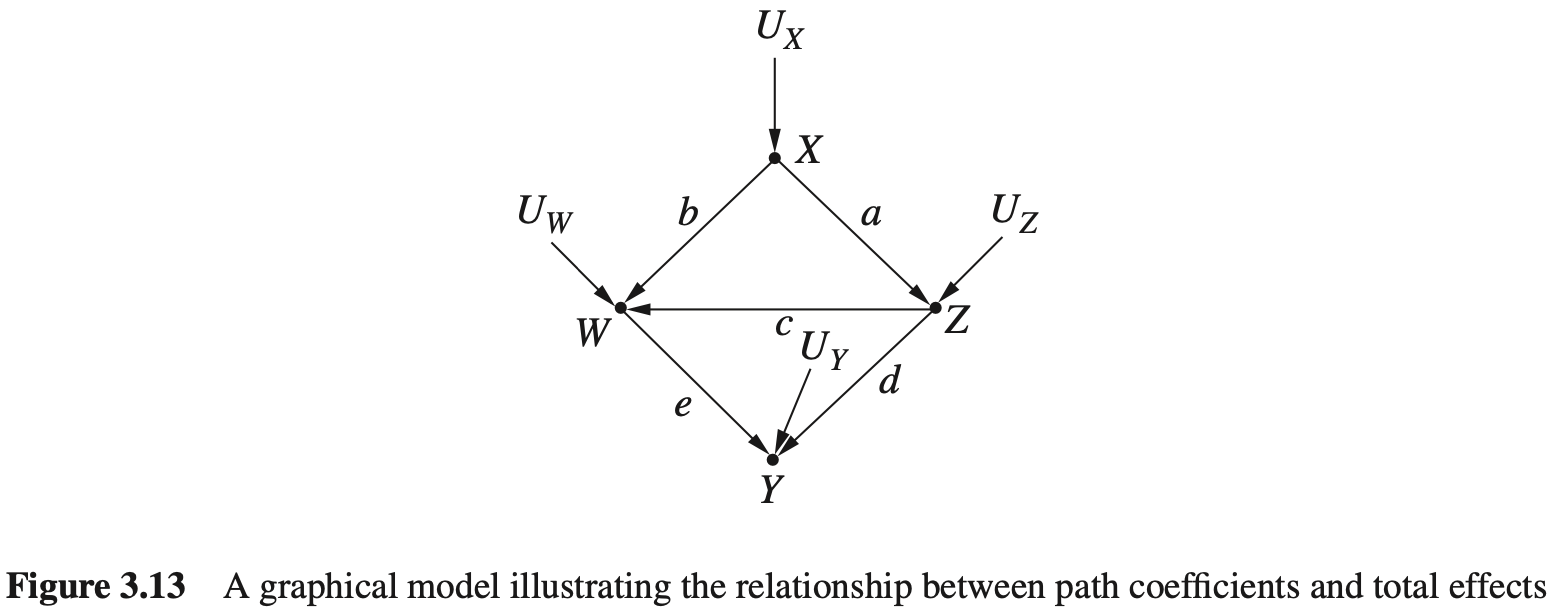 U_X
X
U_W
b
a
U_Z
W
c
Z
U_Y
e
d
Y
Figure 3.13 A graphical model illustrating the relationship between path coefficients and total effects